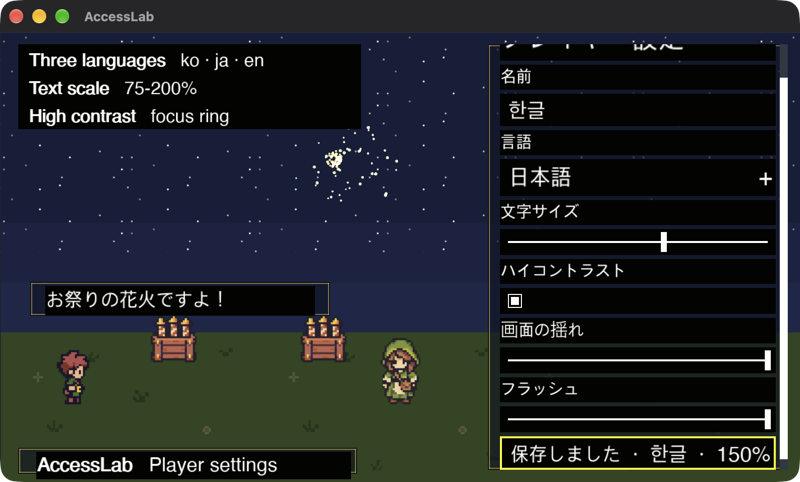 AccessLab
Three languages ko · ja · en
Text scale 75-200%
High contrast focus ring
お祭りの花火ですよ！
AccessLab Player settings
名前
한글
言語
日本語 +
文字サイズ
ハイコントラスト
画面の揺れ
フラッシュ
保存しました · 한글 · 150%